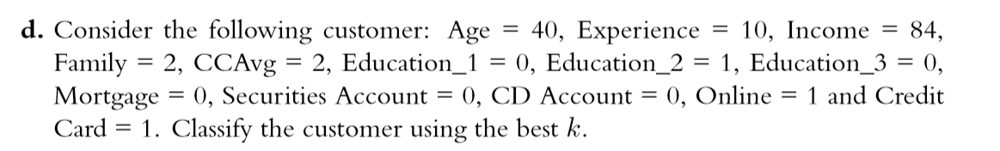 d. Consider the following customer: Age = 40, Experience = 10, Income = 84,
Family = 2, CCAvg = 2, Education_1 = 0, Education_2 = 1, Education_3 = 0,
Mortgage = 0, Securities Account = 0, CD Account = 0, Online = 1 and Credit
Card = 1. Classify the customer using the best k.